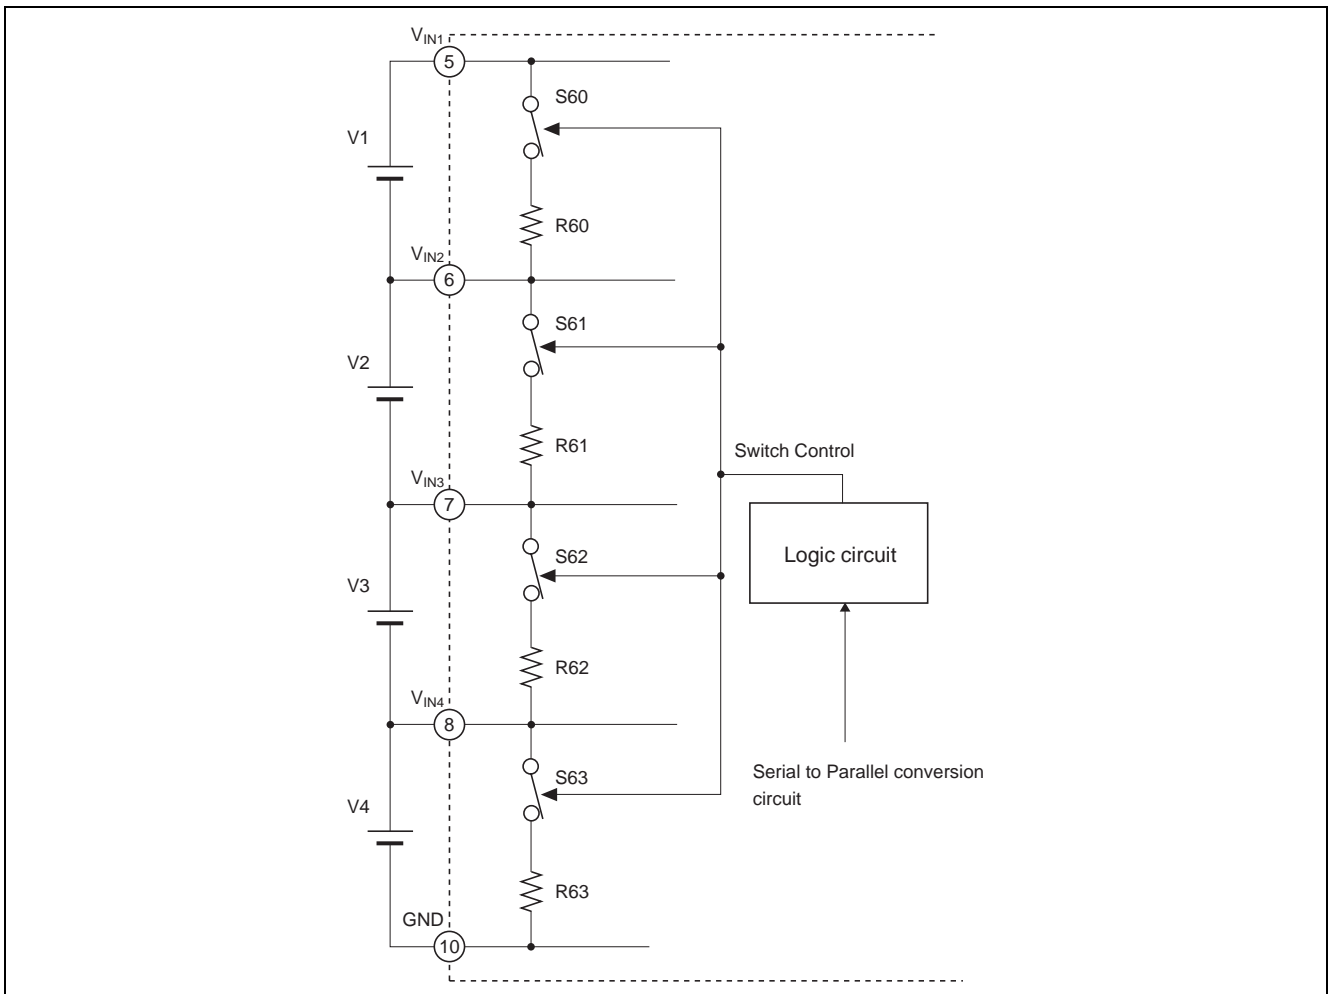 VIN1
5
S60
V1
R60
VIN2
6
S61
V2
R61
Switch Control
VIN3
7
Logic circuit
S62
V3
R62
VIN4
8
Serial to Parallel conversion
circuit
S63
V4
R63
GND
10